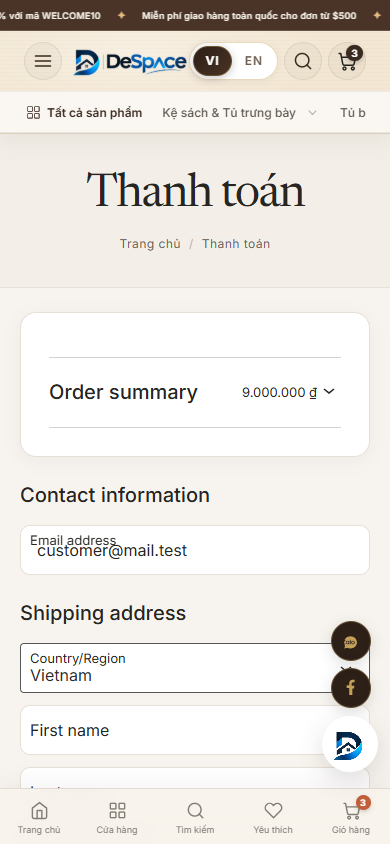 % với mã WELCOME10 ✦ Miễn phí giao hàng toàn quốc cho đơn từ $500 ✦
DeSpace VI EN 3
Tất cả sản phẩm Kệ sách & Tủ trưng bày Tủ b
Thanh toán
Trang chủ / Thanh toán
Order summary 9.000.000 ₫
Contact information
Email address
customer@mail.test
Shipping address
Country/Region
Vietnam
Zalo
First name
3
Trang chủ Cửa hàng Tìm kiếm Yêu thích Giỏ hàng